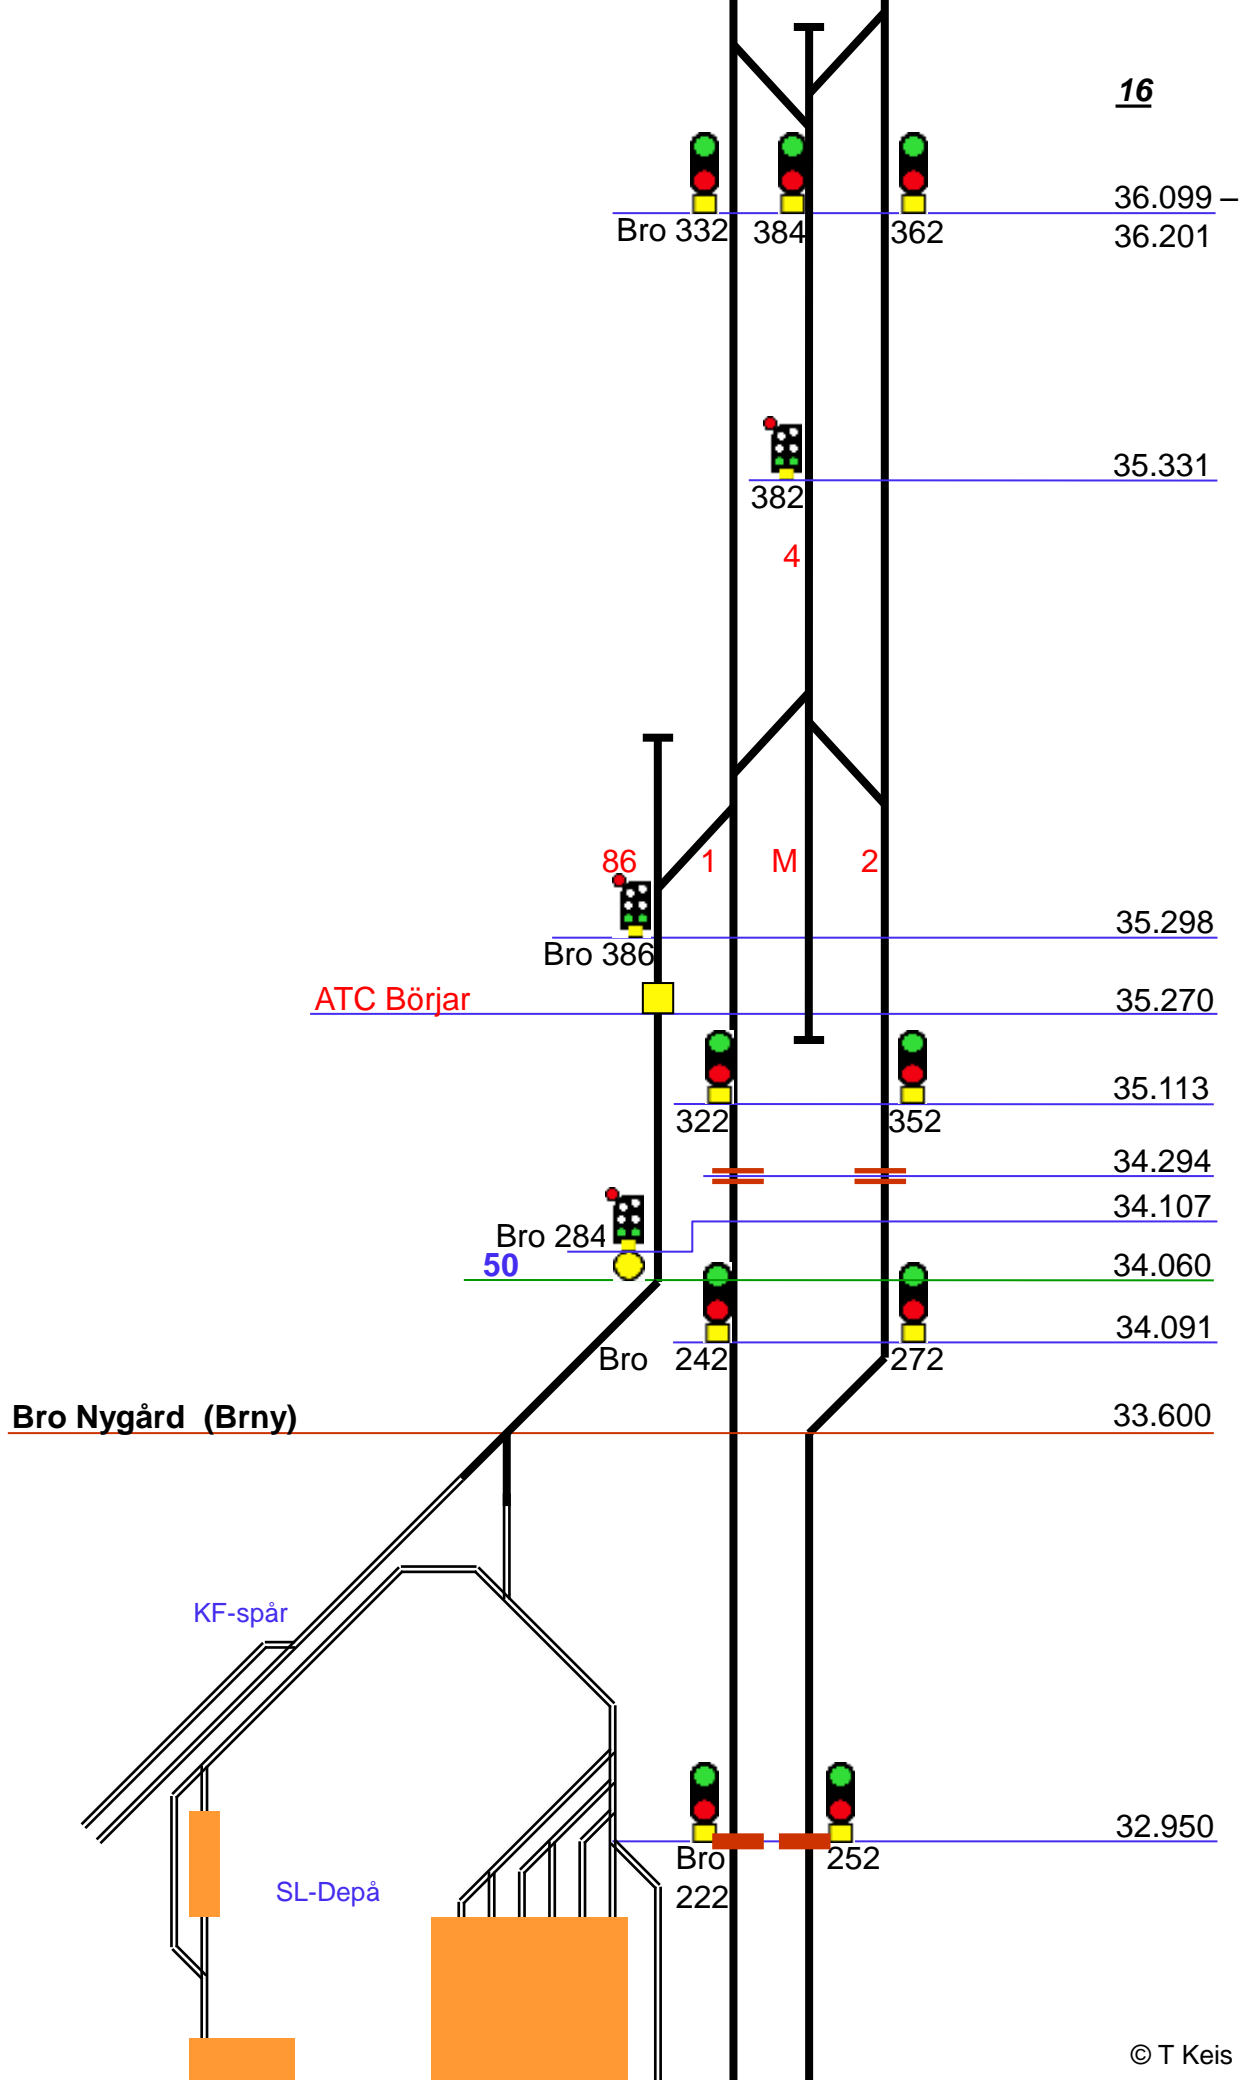 16
36.099 –
Bro 332 384 362
36.201
35.331
382
4
86 1 M 2
35.298
Bro 386
ATC Börjar 35.270
35.113
322 352
34.294
34.107
Bro 284
50 34.060
34.091
Bro 242 272
Bro Nygård (Brny) 33.600
KF-spår
32.950
Bro 252
SL-Depå
222
© T Keis